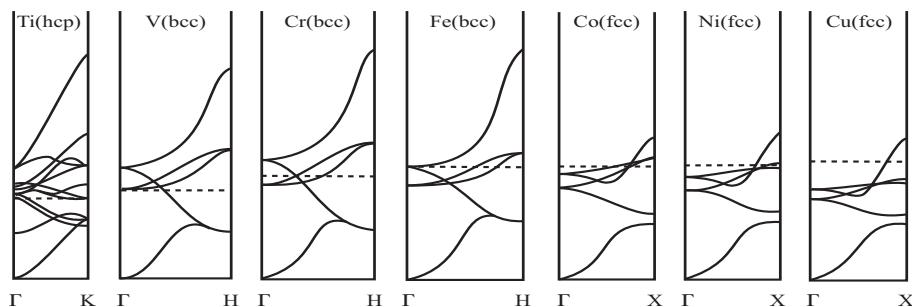 Ti(hcp) V(bcc) Cr(bcc) Fe(bcc) Co(fcc) Ni(fcc) Cu(fcc)
Γ K Γ H Γ H Γ H Γ X Γ X Γ X